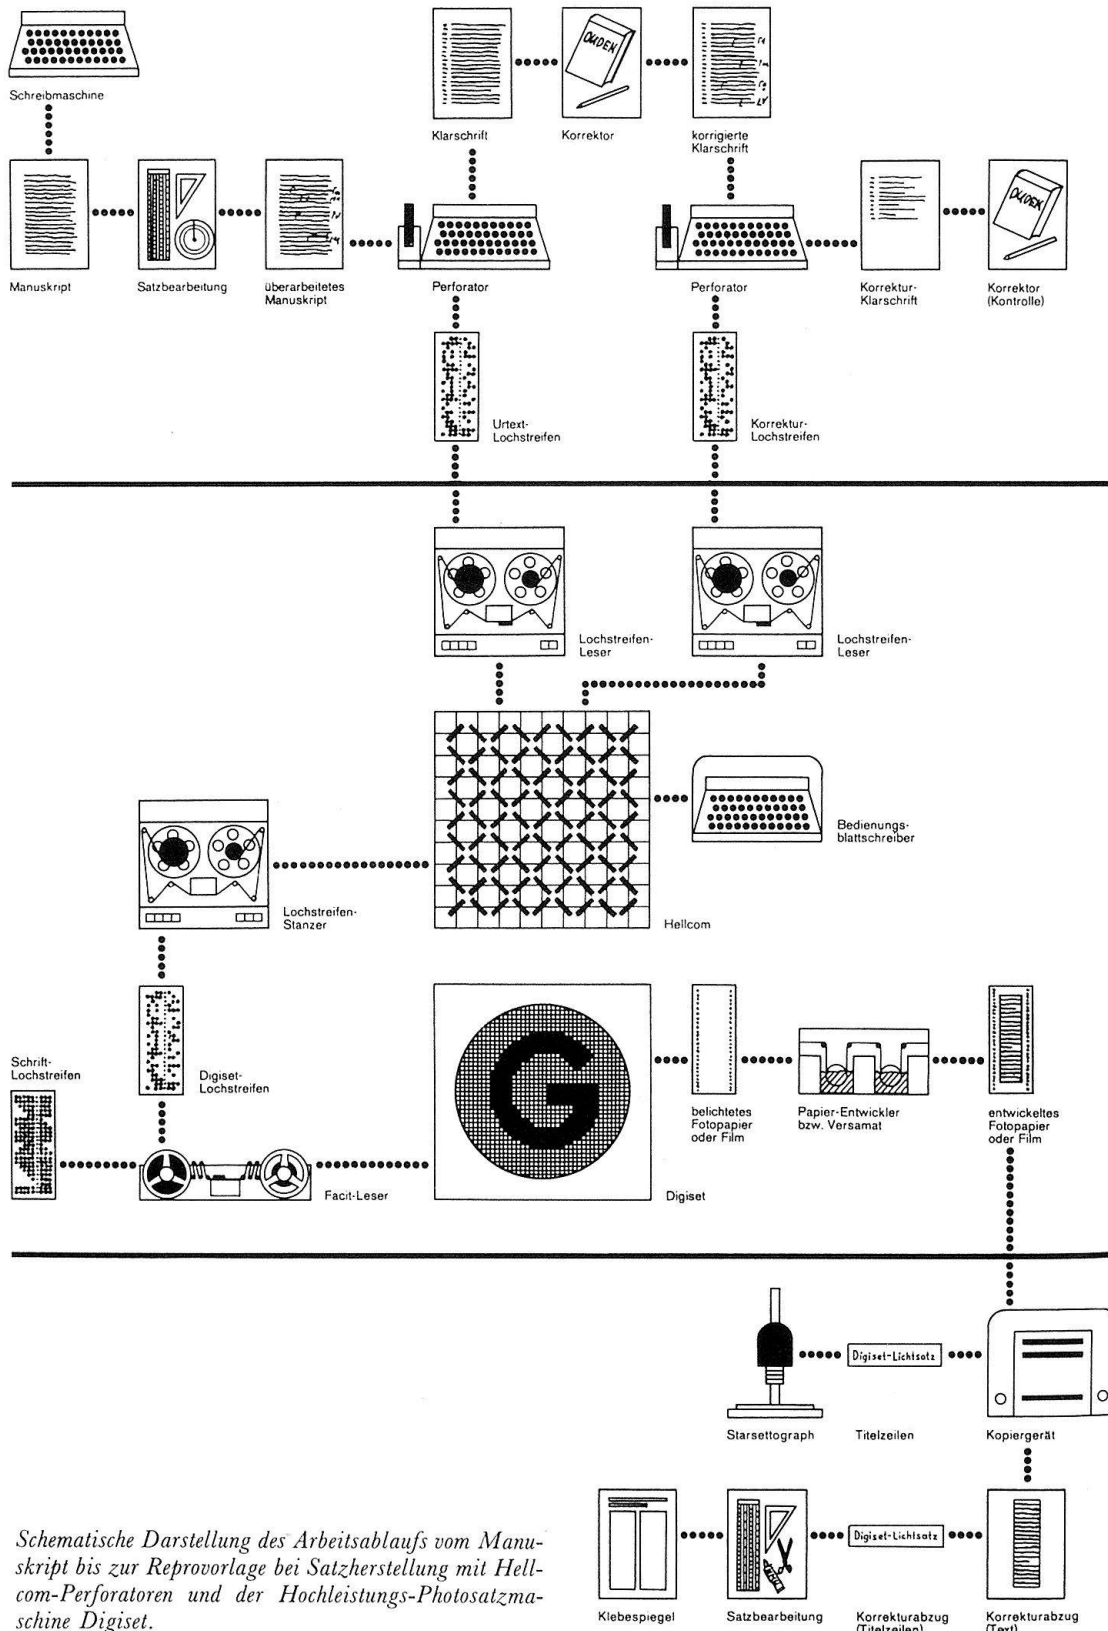 Schreibmaschine
Klarschrift
DUDEN
Korrektor
korrigierte
Klarschrift
Manuskript
Satzbearbeitung
überarbeitetes
Manuskript
Perforator
Perforator
Korrektur-
Klarschrift
DUDEN
Korrektor
(Kontrolle)
Urtext-
Lochstreifen
Korrektur-
Lochstreifen
Lochstreifen-
Leser
Lochstreifen-
Leser
Bedienungs-
blattschreiber
Lochstreifen-
Stanzer
Hellcom
Schrift-
Lochstreifen
Digiset-
Lochstreifen
G
belichtetes
Fotopapier
oder Film
Papier-Entwickler
bzw. Versamat
entwickeltes
Fotopapier
oder Film
Facit-Leser
Digiset
Digiset-Lichtsatz
Starsettograph
Titelzeilen
Kopiergerät
Digiset-Lichtsatz
Klebespiegel
Satzbearbeitung
Korrekturabzug
(Titelzeilen)
Korrekturabzug
(Text)
Schematische Darstellung des Arbeitsablaufs vom Manu-
skript bis zur Reprovorlage bei Satzherstellung mit Hell-
com-Perforatoren und der Hochleistungs-Photosatzma-
schine Digiset.